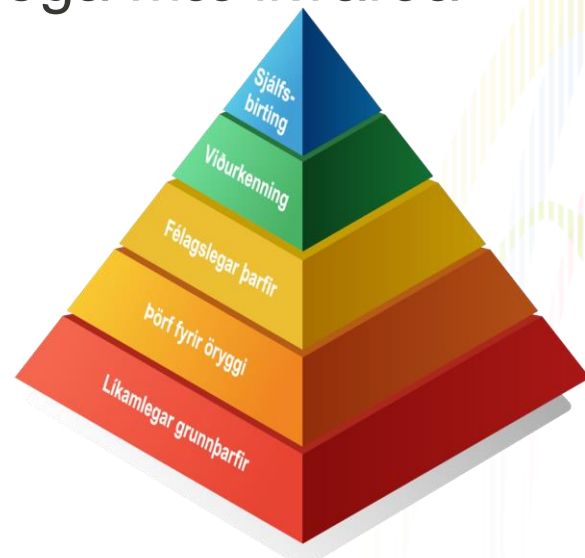 Sjálfs-
birting
Viðurkenning
Félagslegar þarfir
Þörf fyrir öryggi
Líkamlegar grunnþarfir